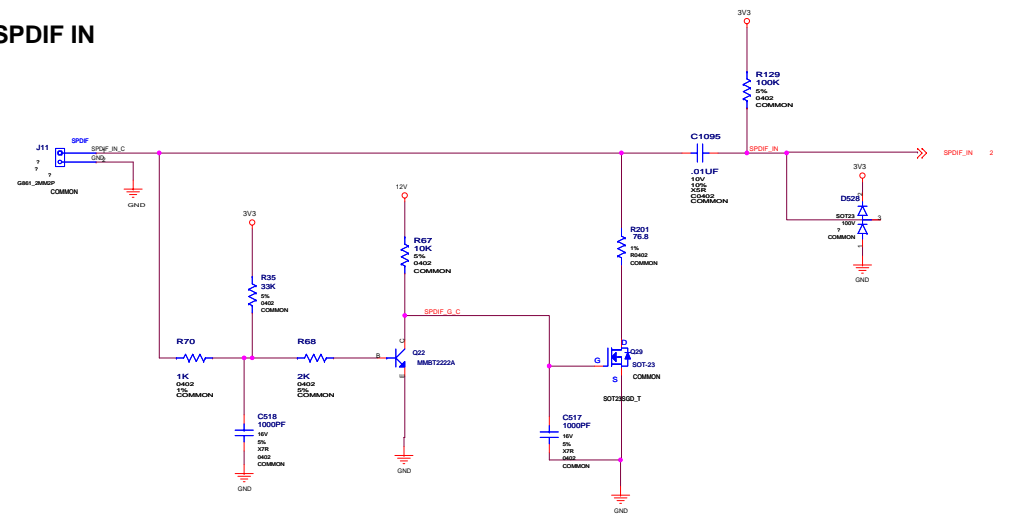 SPDIF IN
3V3
R129
100K
5%
0402
COMMON
J11
SPDIF
SPDIF_IN_C
1
GND
2
?
?
?
G861_2MM2P
COMMON
GND
C1095
.01UF
10V
10%
X5R
C0402
COMMON
SPDIF_IN
SPDIF_IN
2
3V3
D528
2
SOT23
100V
?
COMMON
3
1
GND
12V
R67
10K
5%
0402
COMMON
R201
76.8
1%
R0402
COMMON
3V3
R35
33K
5%
0402
COMMON
SPDIF_G_C
R70
1K
0402
1%
COMMON
R68
2K
0402
5%
COMMON
B
C
E
Q22
MMBT2222A
G
D
S
Q29
SOT-23
COMMON
SOT23SGD_T
C518
1000PF
16V
5%
X7R
0402
COMMON
GND
GND
C517
1000PF
16V
5%
X7R
0402
COMMON
GND